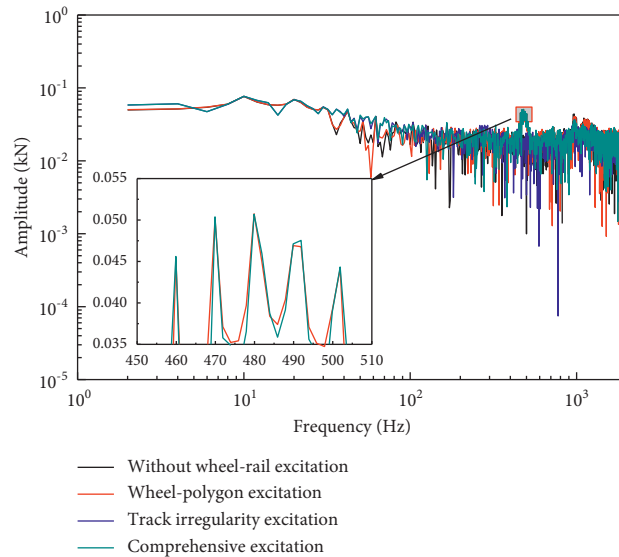 10^0
10^-1
10^-2
10^-3
10^-4
10^-5
Amplitude (kN)
0.055
0.050
0.045
0.040
0.035
450 460 470 480 490 500 510
10^0 10^1 10^2 10^3
Frequency (Hz)
Without wheel-rail excitation
Wheel-polygon excitation
Track irregularity excitation
Comprehensive excitation